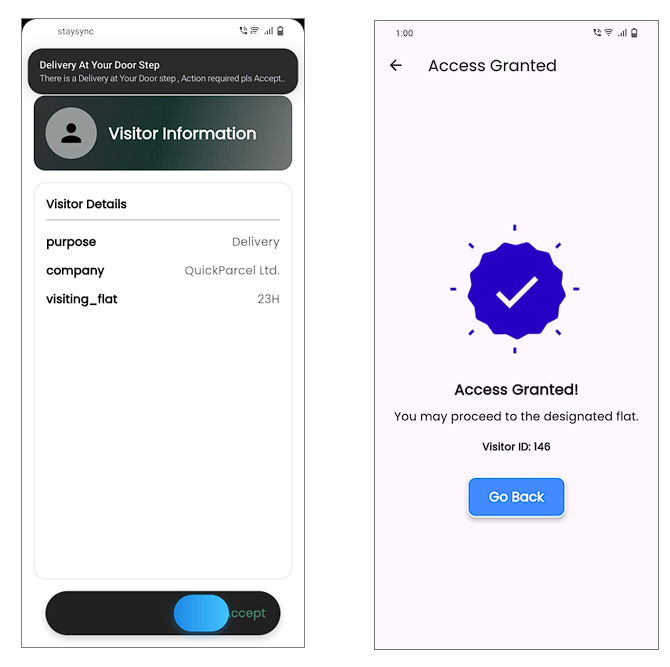 staysync
Delivery At Your Door Step
There is a Delivery at Your Door step , Action required pls Accept..
Visitor Information
Visitor Details
purpose Delivery
company QuickParcel Ltd.
visiting_flat 23H
ccept
1:00
Access Granted
Access Granted!
You may proceed to the designated flat.
Visitor ID: 146
Go Back